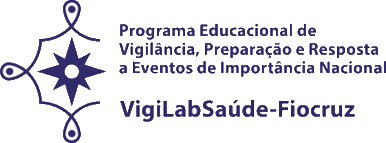 Programa Educacional de
Vigilância, Preparação e Resposta
a Eventos de Importância Nacional
VigiLabSaúde-Fiocruz